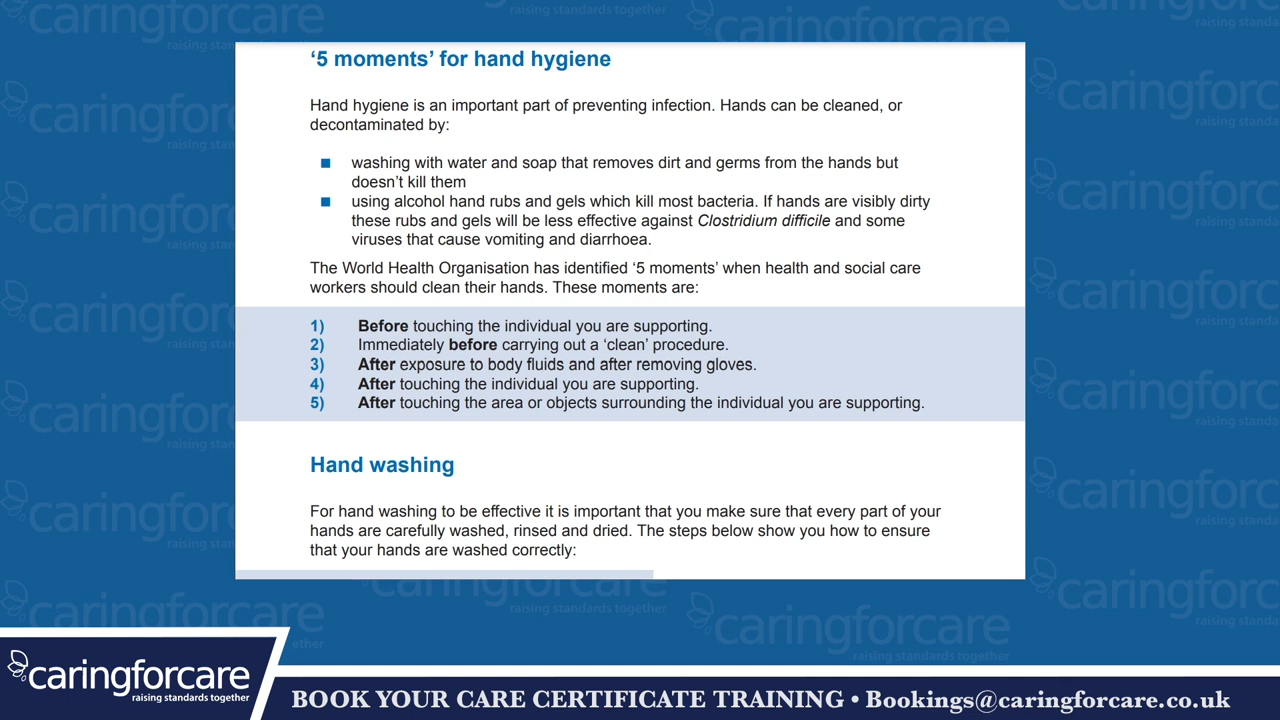 ‘5 moments’ for hand hygiene
Hand hygiene is an important part of preventing infection. Hands can be cleaned, or
decontaminated by:
washing with water and soap that removes dirt and germs from the hands but
doesn’t kill them
using alcohol hand rubs and gels which kill most bacteria. If hands are visibly dirty
these rubs and gels will be less effective against Clostridium difficile and some
viruses that cause vomiting and diarrhoea.
The World Health Organisation has identified ‘5 moments’ when health and social care
workers should clean their hands. These moments are:
1) Before touching the individual you are supporting.
2) Immediately before carrying out a ‘clean’ procedure.
3) After exposure to body fluids and after removing gloves.
4) After touching the individual you are supporting.
5) After touching the area or objects surrounding the individual you are supporting.
Hand washing
For hand washing to be effective it is important that you make sure that every part of your
hands are carefully washed, rinsed and dried. The steps below show you how to ensure
that your hands are washed correctly:
caringforcare
raising standards together
BOOK YOUR CARE CERTIFICATE TRAINING • Bookings@caringforcare.co.uk